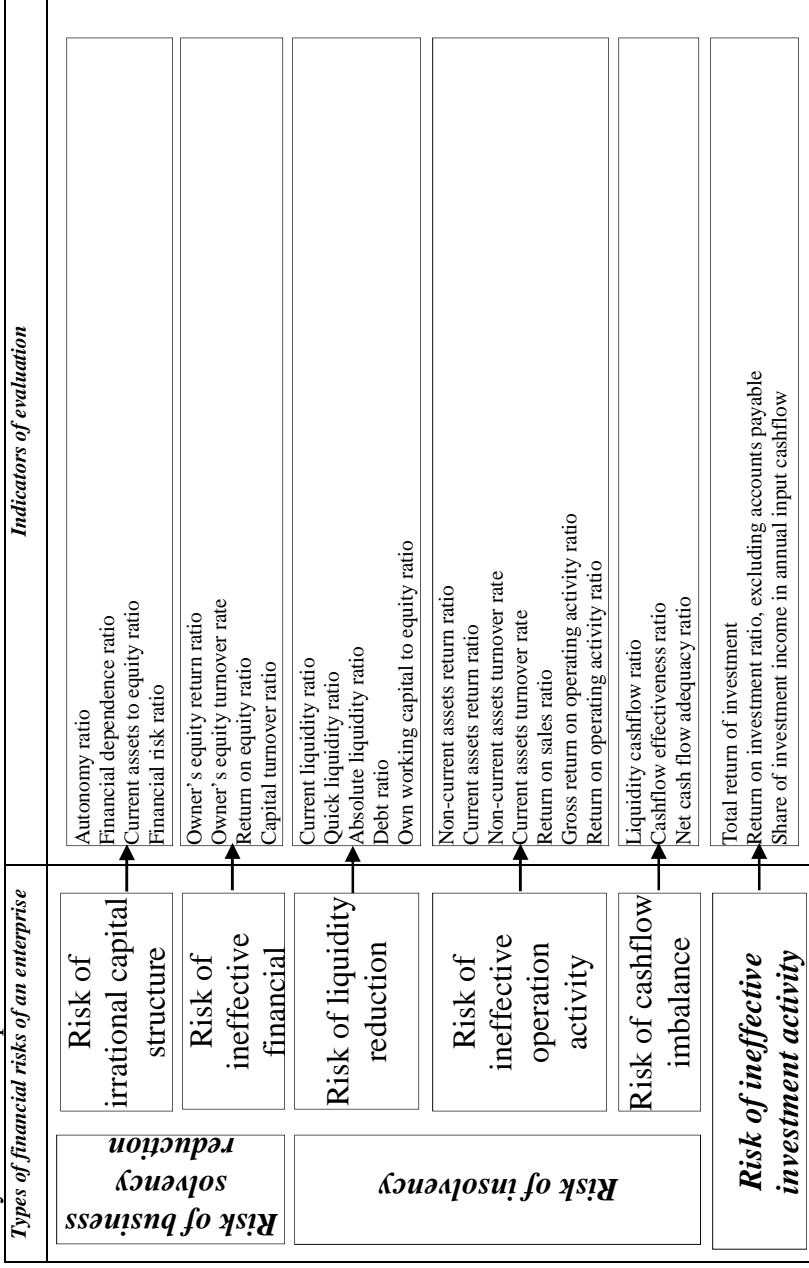 Types of financial risks of an enterprise
Indicators of evaluation
Risk of business
solvency
reduction
Risk of
irrational capital
structure
Autonomy ratio
Financial dependence ratio
Current assets to equity ratio
Financial risk ratio
Risk of
ineffective
financial
Owner's equity return ratio
Owner's equity turnover rate
Return on equity ratio
Capital turnover ratio
Risk of insolvency
Risk of liquidity
reduction
Current liquidity ratio
Quick liquidity ratio
Absolute liquidity ratio
Debt ratio
Own working capital to equity ratio
Risk of
ineffective
operation
activity
Non-current assets return ratio
Current assets return ratio
Non-current assets turnover rate
Current assets turnover rate
Return on sales ratio
Gross return on operating activity ratio
Return on operating activity ratio
Risk of cashflow
imbalance
Liquidity cashflow ratio
Cashflow effectiveness ratio
Net cash flow adequacy ratio
Risk of ineffective
investment activity
Total return of investment
Return on investment ratio, excluding accounts payable
Share of investment income in annual input cashflow